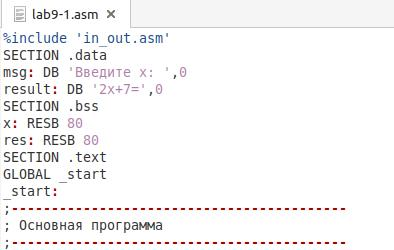 lab9-1.asm
%include 'in_out.asm'
SECTION .data
msg: DB 'Введите x: ',0
result: DB '2x+7=',0
SECTION .bss
x: RESB 80
res: RESB 80
SECTION .text
GLOBAL _start
_start:
;------------------------------------------
; Основная программа
;------------------------------------------